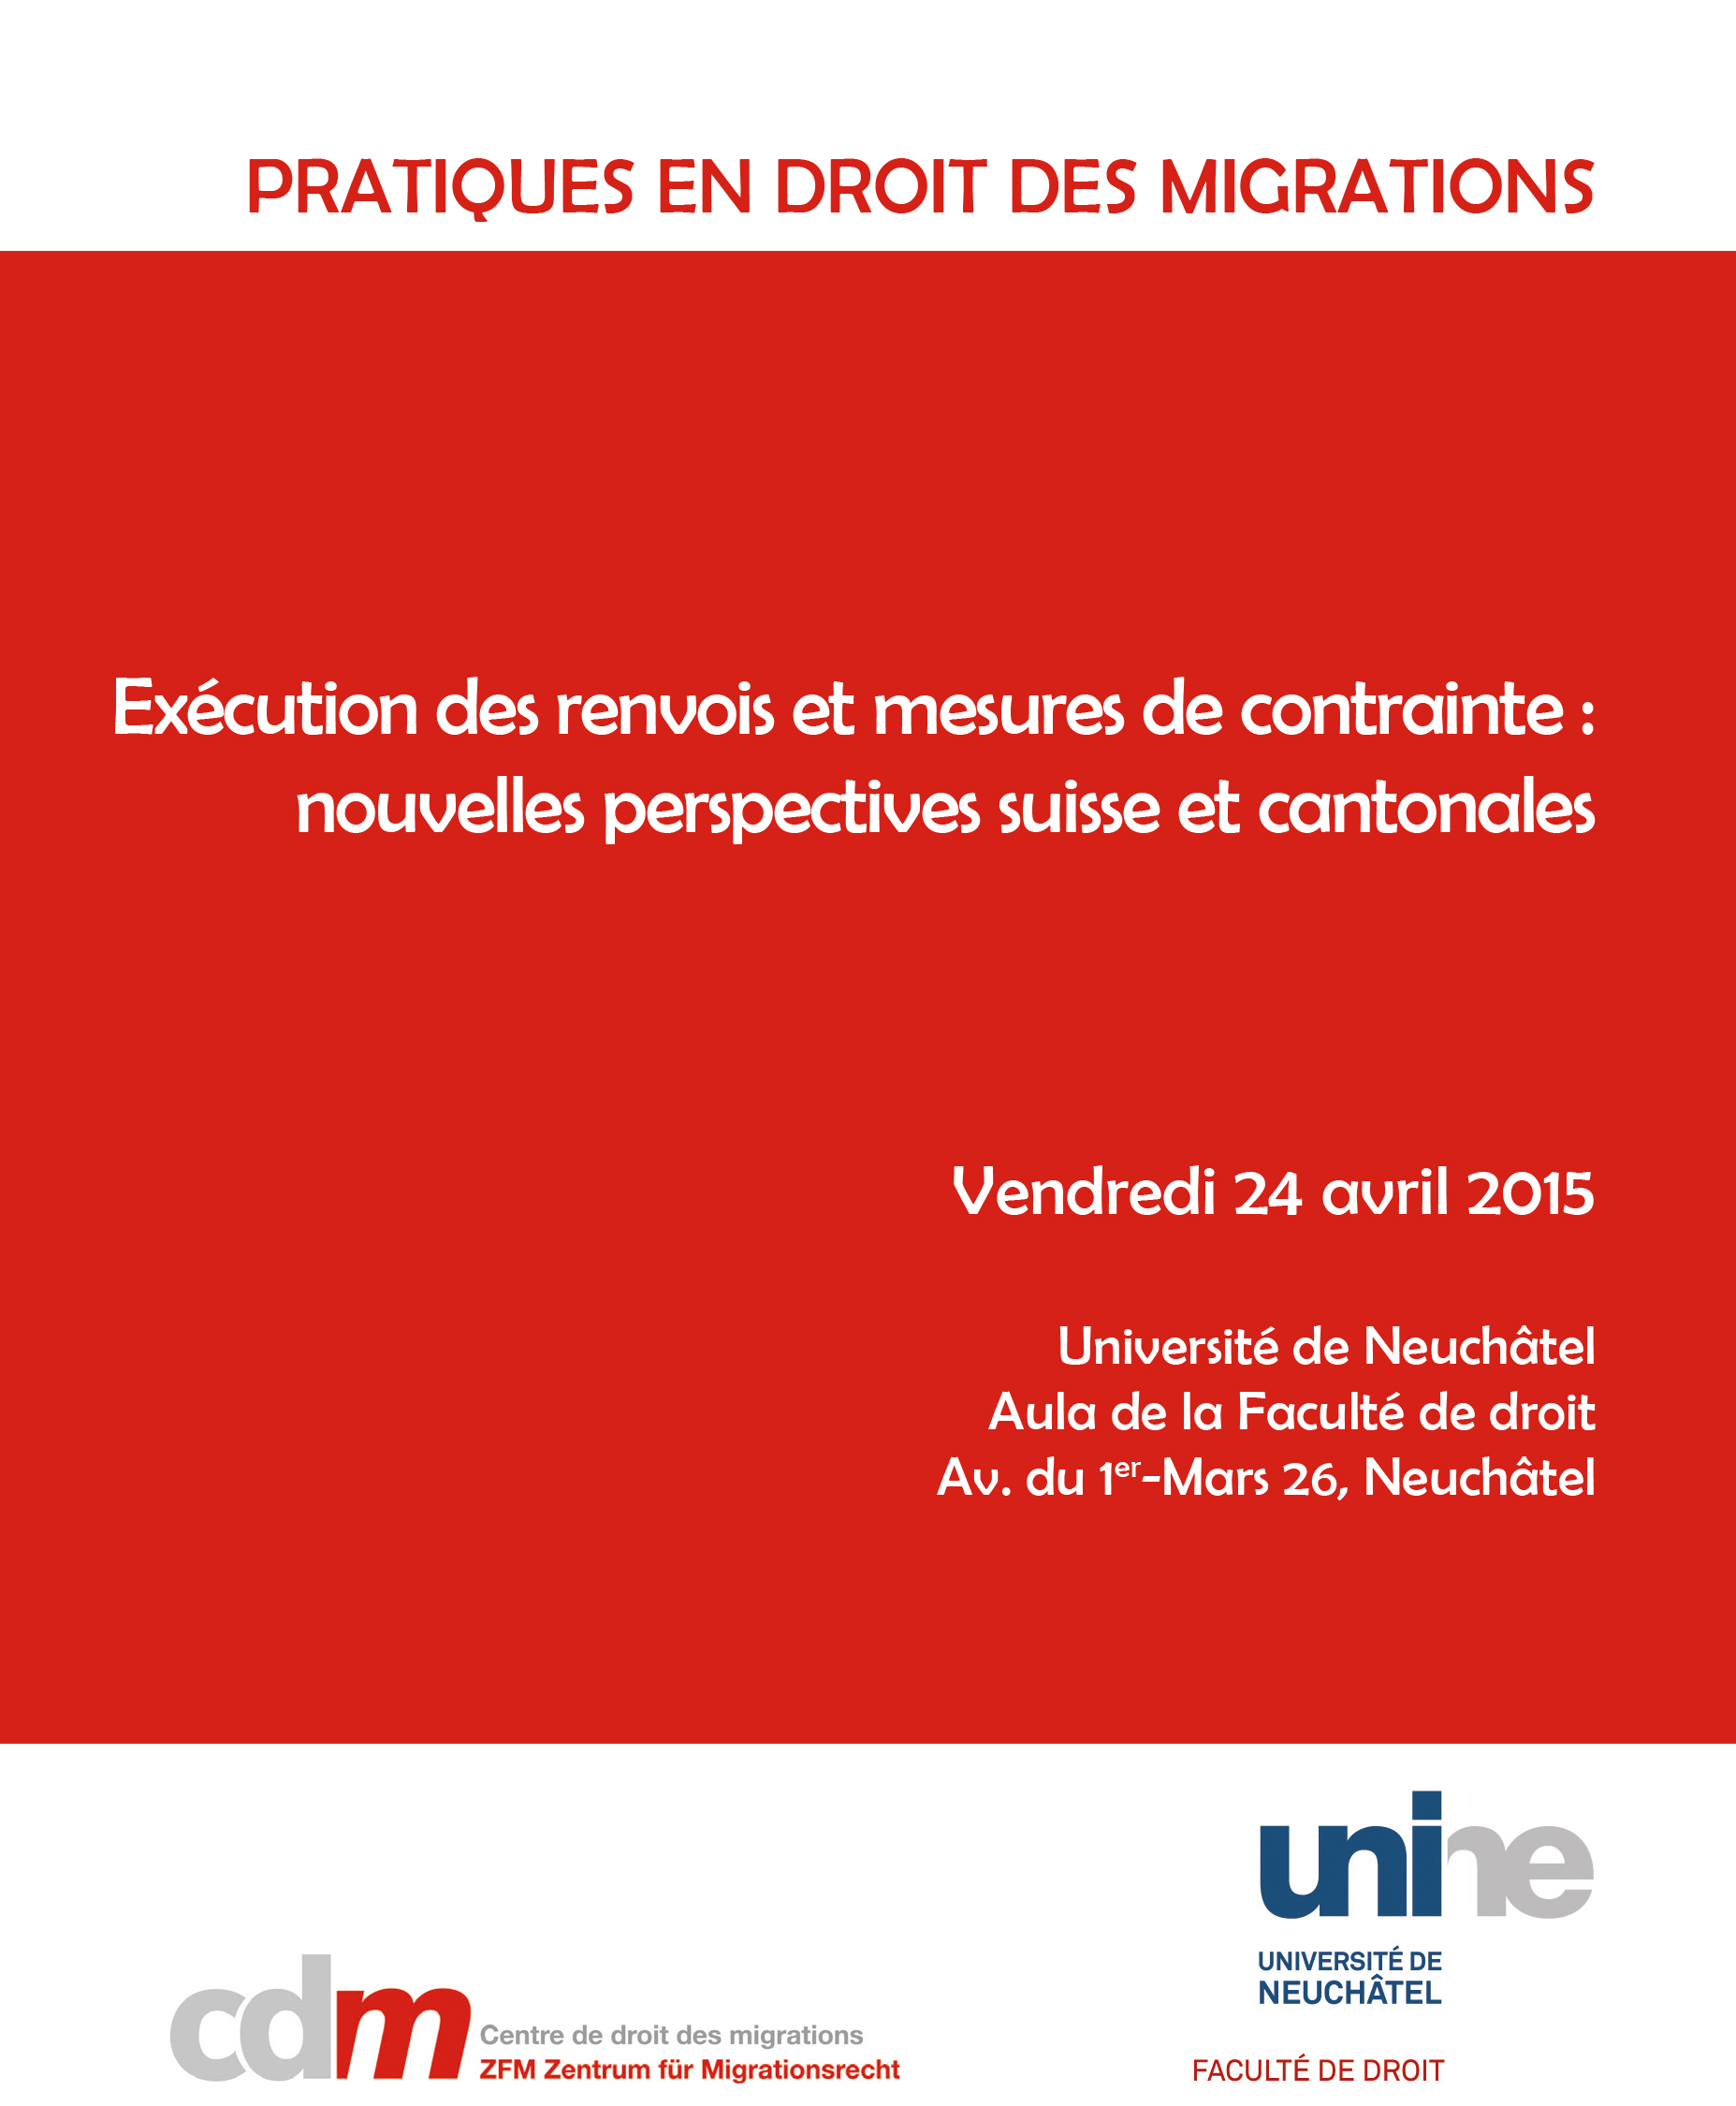 PRATIQUES EN DROIT DES MIGRATIONS
Exécution des renvois et mesures de contrainte :
nouvelles perspectives suisse et cantonales
Vendredi 24 avril 2015
Université de Neuchâtel
Aula de la Faculté de droit
Av. du 1er-Mars 26, Neuchâtel
unine
UNIVERSITÉ DE
NEUCHÂTEL
FACULTÉ DE DROIT
cdm
Centre de droit des migrations
ZFM Zentrum für Migrationsrecht